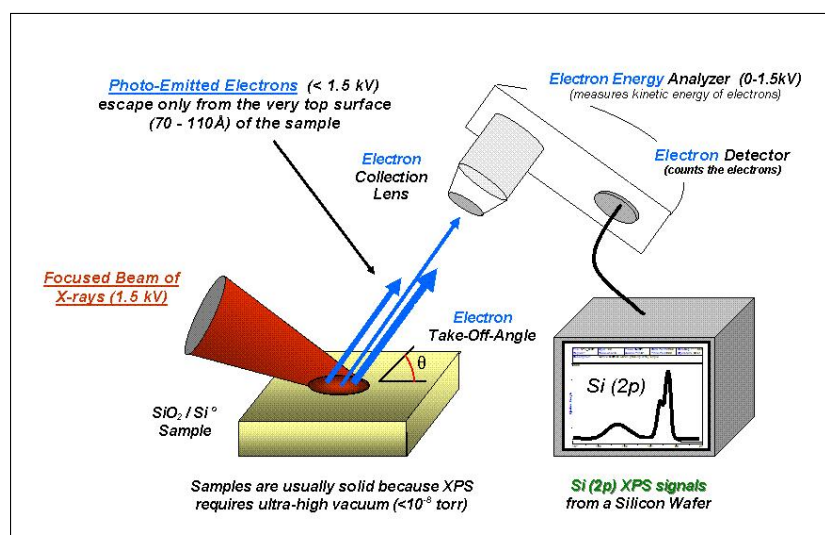 Photo-Emitted Electrons (< 1.5 kV)
escape only from the very top surface
(70 - 110Å) of the sample
Electron Energy Analyzer (0-1.5kV)
(measures kinetic energy of electrons)
Electron
Collection
Lens
Electron Detector
(counts the electrons)
Focused Beam of
X-rays (1.5 kV)
Electron
Take-Off-Angle
θ
Si (2p)
SiO₂ / Si°
Sample
Samples are usually solid because XPS
requires ultra-high vacuum (<10⁻⁸ torr)
Si (2p) XPS signals
from a Silicon Wafer